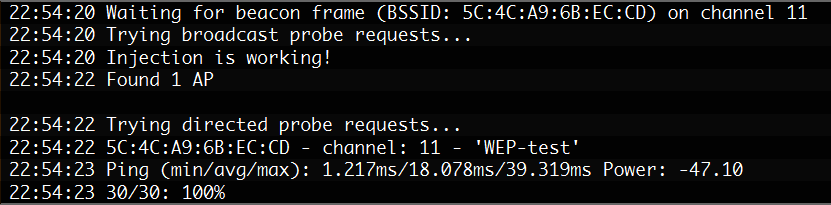 22:54:20 Waiting for beacon frame (BSSID: 5C:4C:A9:6B:EC:CD) on channel 11
22:54:20 Trying broadcast probe requests...
22:54:20 Injection is working!
22:54:22 Found 1 AP
22:54:22 Trying directed probe requests...
22:54:22 5C:4C:A9:6B:EC:CD - channel: 11 - 'WEP-test'
22:54:23 Ping (min/avg/max): 1.217ms/18.078ms/39.319ms Power: -47.10
22:54:23 30/30: 100%